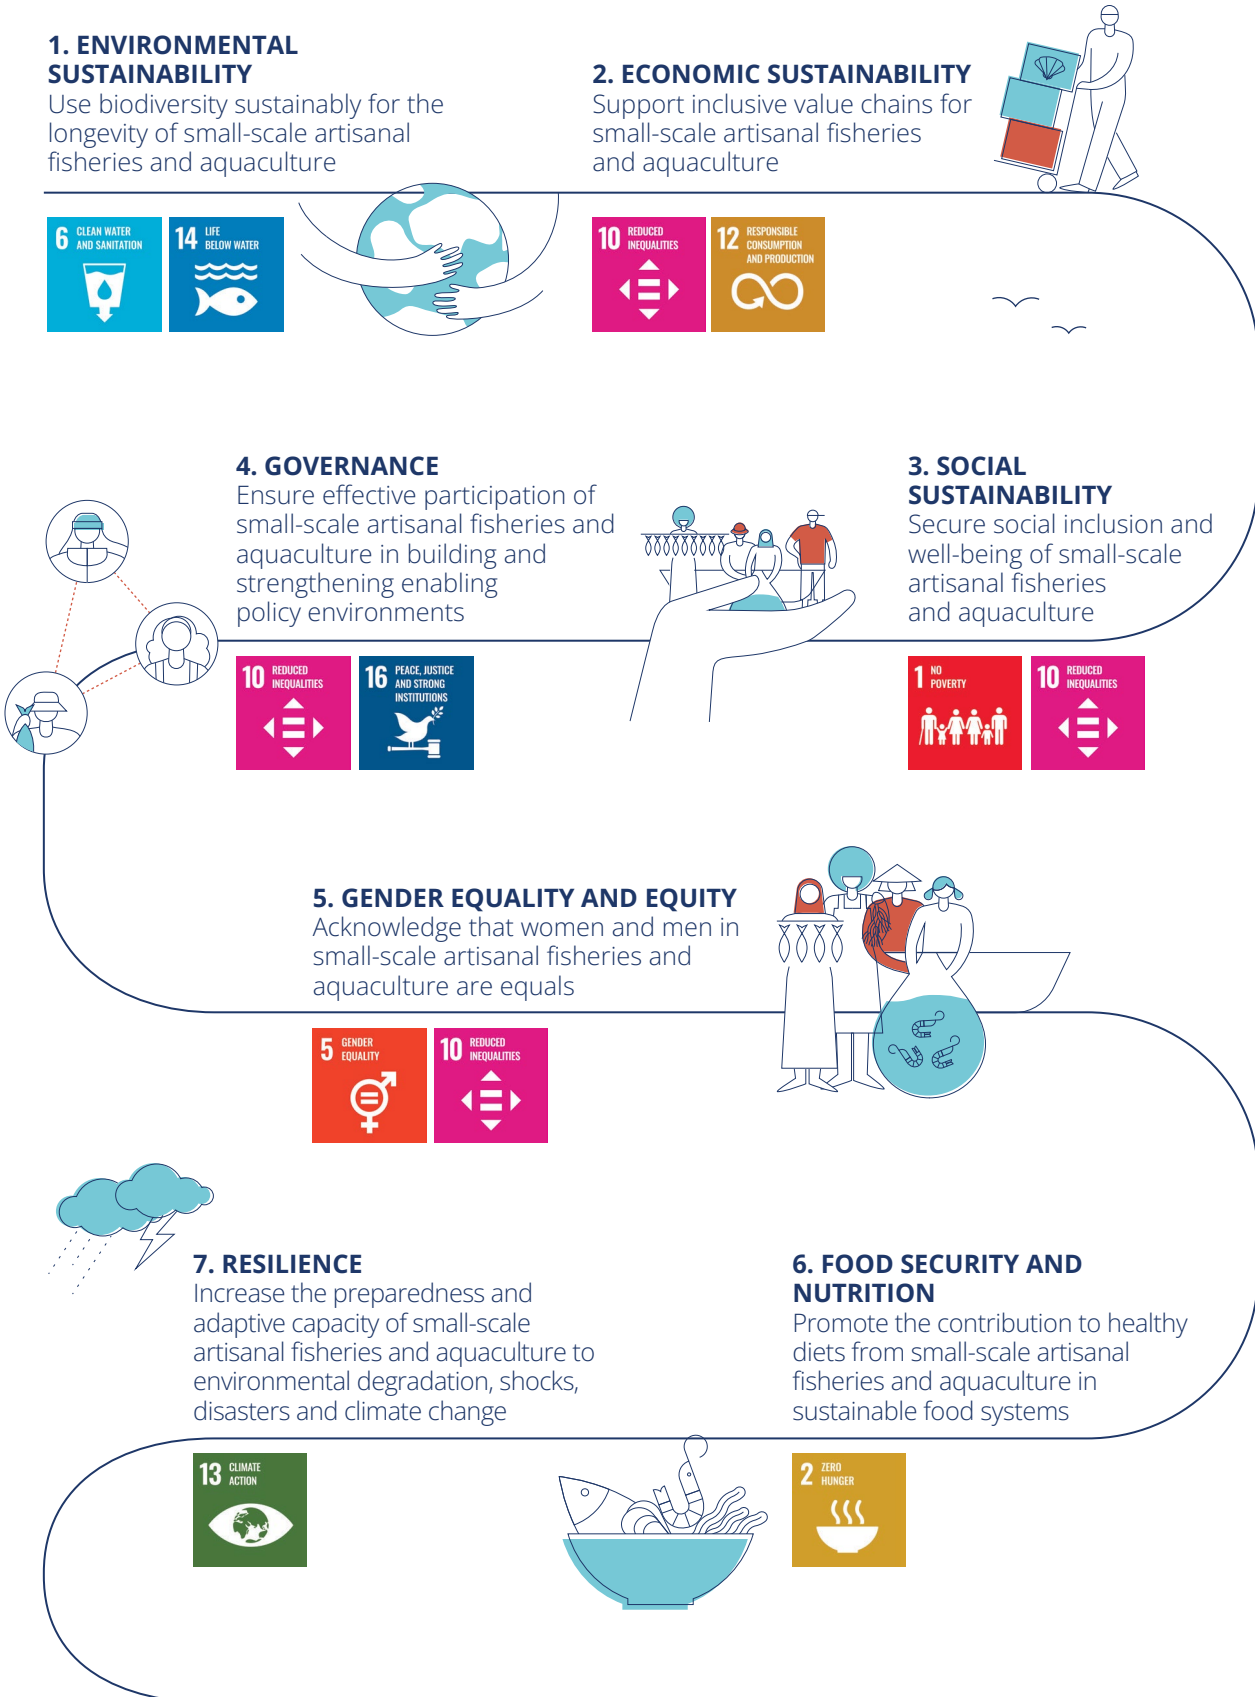 1. ENVIRONMENTAL
SUSTAINABILITY
Use biodiversity sustainably for the
longevity of small-scale artisanal
fisheries and aquaculture
6 CLEAN WATER
AND SANITATION
14 LIFE
BELOW WATER
2. ECONOMIC SUSTAINABILITY
Support inclusive value chains for
small-scale artisanal fisheries
and aquaculture
10 REDUCED
INEQUALITIES
12 RESPONSIBLE
CONSUMPTION
AND PRODUCTION
3. SOCIAL
SUSTAINABILITY
Secure social inclusion and
well-being of small-scale
artisanal fisheries
and aquaculture
1 NO
POVERTY
10 REDUCED
INEQUALITIES
4. GOVERNANCE
Ensure effective participation of
small-scale artisanal fisheries and
aquaculture in building and
strengthening enabling
policy environments
10 REDUCED
INEQUALITIES
16 PEACE, JUSTICE
AND STRONG
INSTITUTIONS
5. GENDER EQUALITY AND EQUITY
Acknowledge that women and men in
small-scale artisanal fisheries and
aquaculture are equals
5 GENDER
EQUALITY
10 REDUCED
INEQUALITIES
6. FOOD SECURITY AND
NUTRITION
Promote the contribution to healthy
diets from small-scale artisanal
fisheries and aquaculture in
sustainable food systems
2 ZERO
HUNGER
7. RESILIENCE
Increase the preparedness and
adaptive capacity of small-scale
artisanal fisheries and aquaculture to
environmental degradation, shocks,
disasters and climate change
13 CLIMATE
ACTION